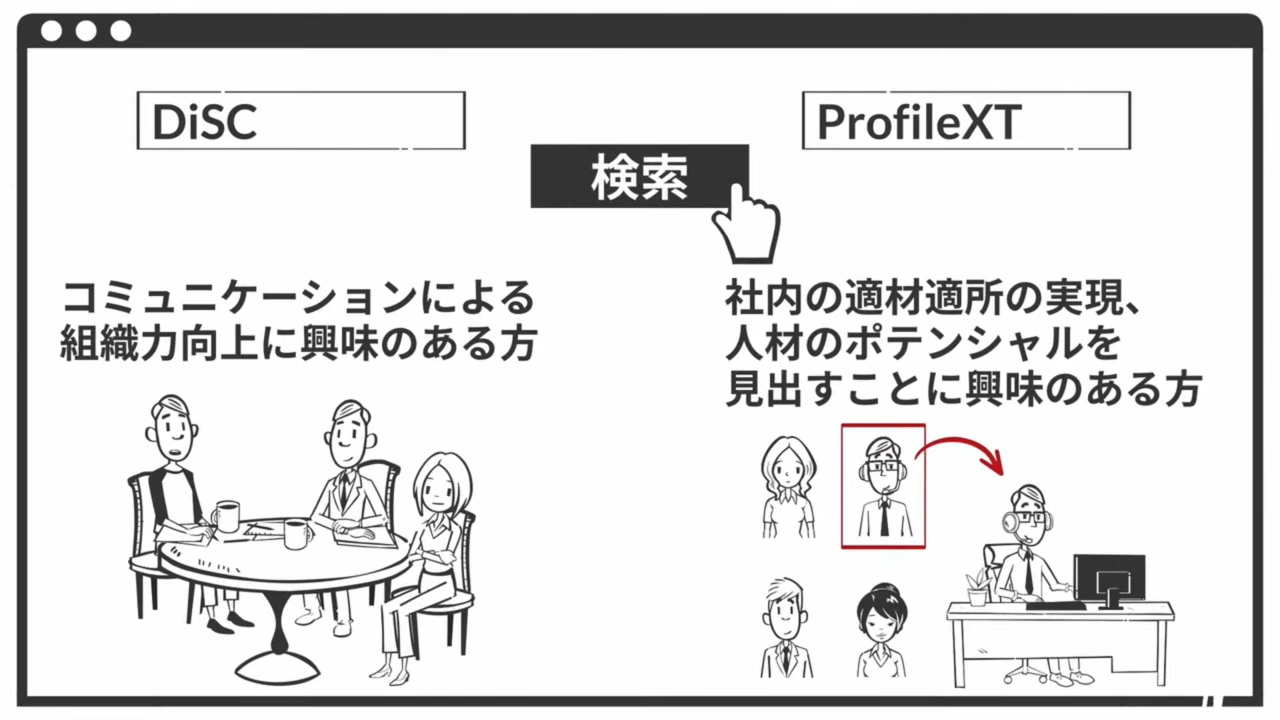 DiSC
ProfileXT
検索
コミュニケーションによる
組織力向上に興味のある方
社内の適材適所の実現、
人材のポテンシャルを
見出すことに興味のある方